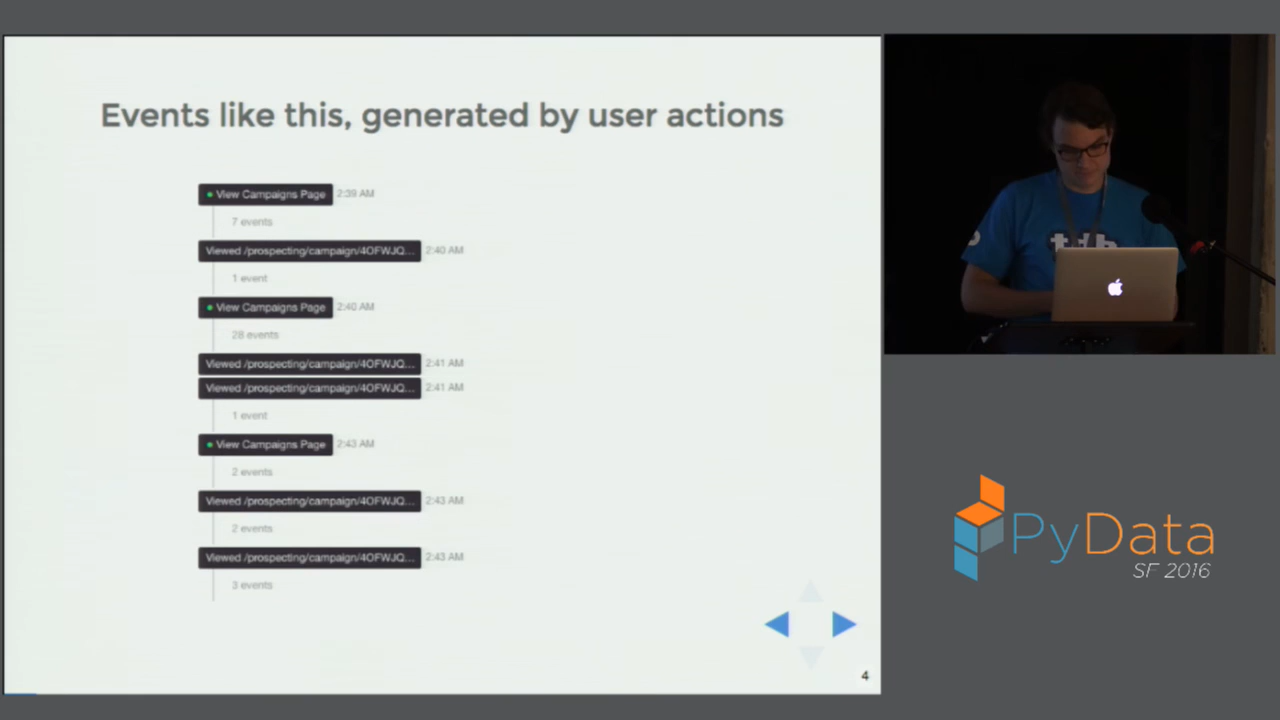 Events like this, generated by user actions
View Campaigns Page 2:39 AM
7 events
Viewed /prospecting/campaign/4OFWJQ... 2:40 AM
1 event
View Campaigns Page 2:40 AM
28 events
Viewed /prospecting/campaign/4OFWJQ... 2:41 AM
Viewed /prospecting/campaign/4OFWJQ... 2:41 AM
1 event
View Campaigns Page 2:43 AM
2 events
Viewed /prospecting/campaign/4OFWJQ... 2:43 AM
2 events
Viewed /prospecting/campaign/4OFWJQ... 2:43 AM
3 events
4
PyData
SF 2016